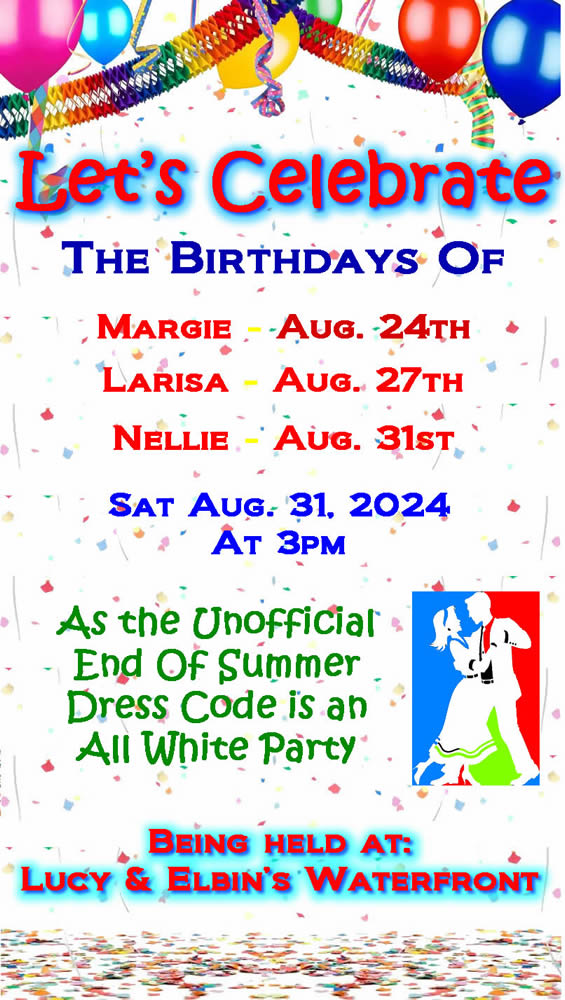 Let's Celebrate
The Birthdays Of
Margie - Aug. 24th
Larisa - Aug. 27th
Nellie - Aug. 31st
Sat Aug. 31, 2024
At 3pm
As the Unofficial
End Of Summer
Dress Code is an
All White Party
Being held at:
Lucy & Elbin's Waterfront